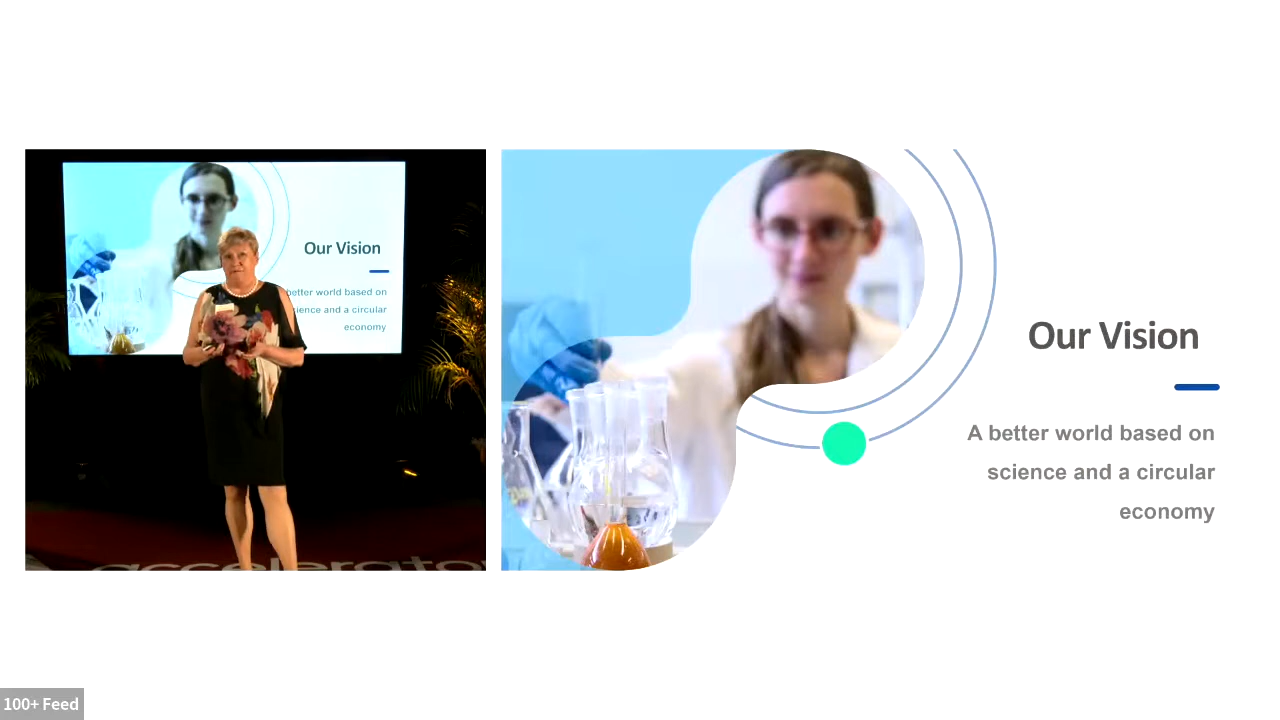 Our Vision
better world based on
science and a circular
economy
accelerato
Our Vision
A better world based on
science and a circular
economy
100+ Feed